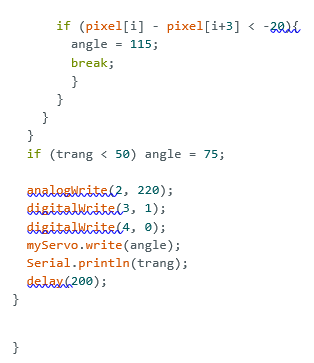 if (pixel[i] - pixel[i+3] < -20){
angle = 115;
break;
}
}
}
}
if (trang < 50) angle = 75;
analogWrite(2, 220);
digitalWrite(3, 1);
digitalWrite(4, 0);
myServo.write(angle);
Serial.println(trang);
delay(200);
}
}